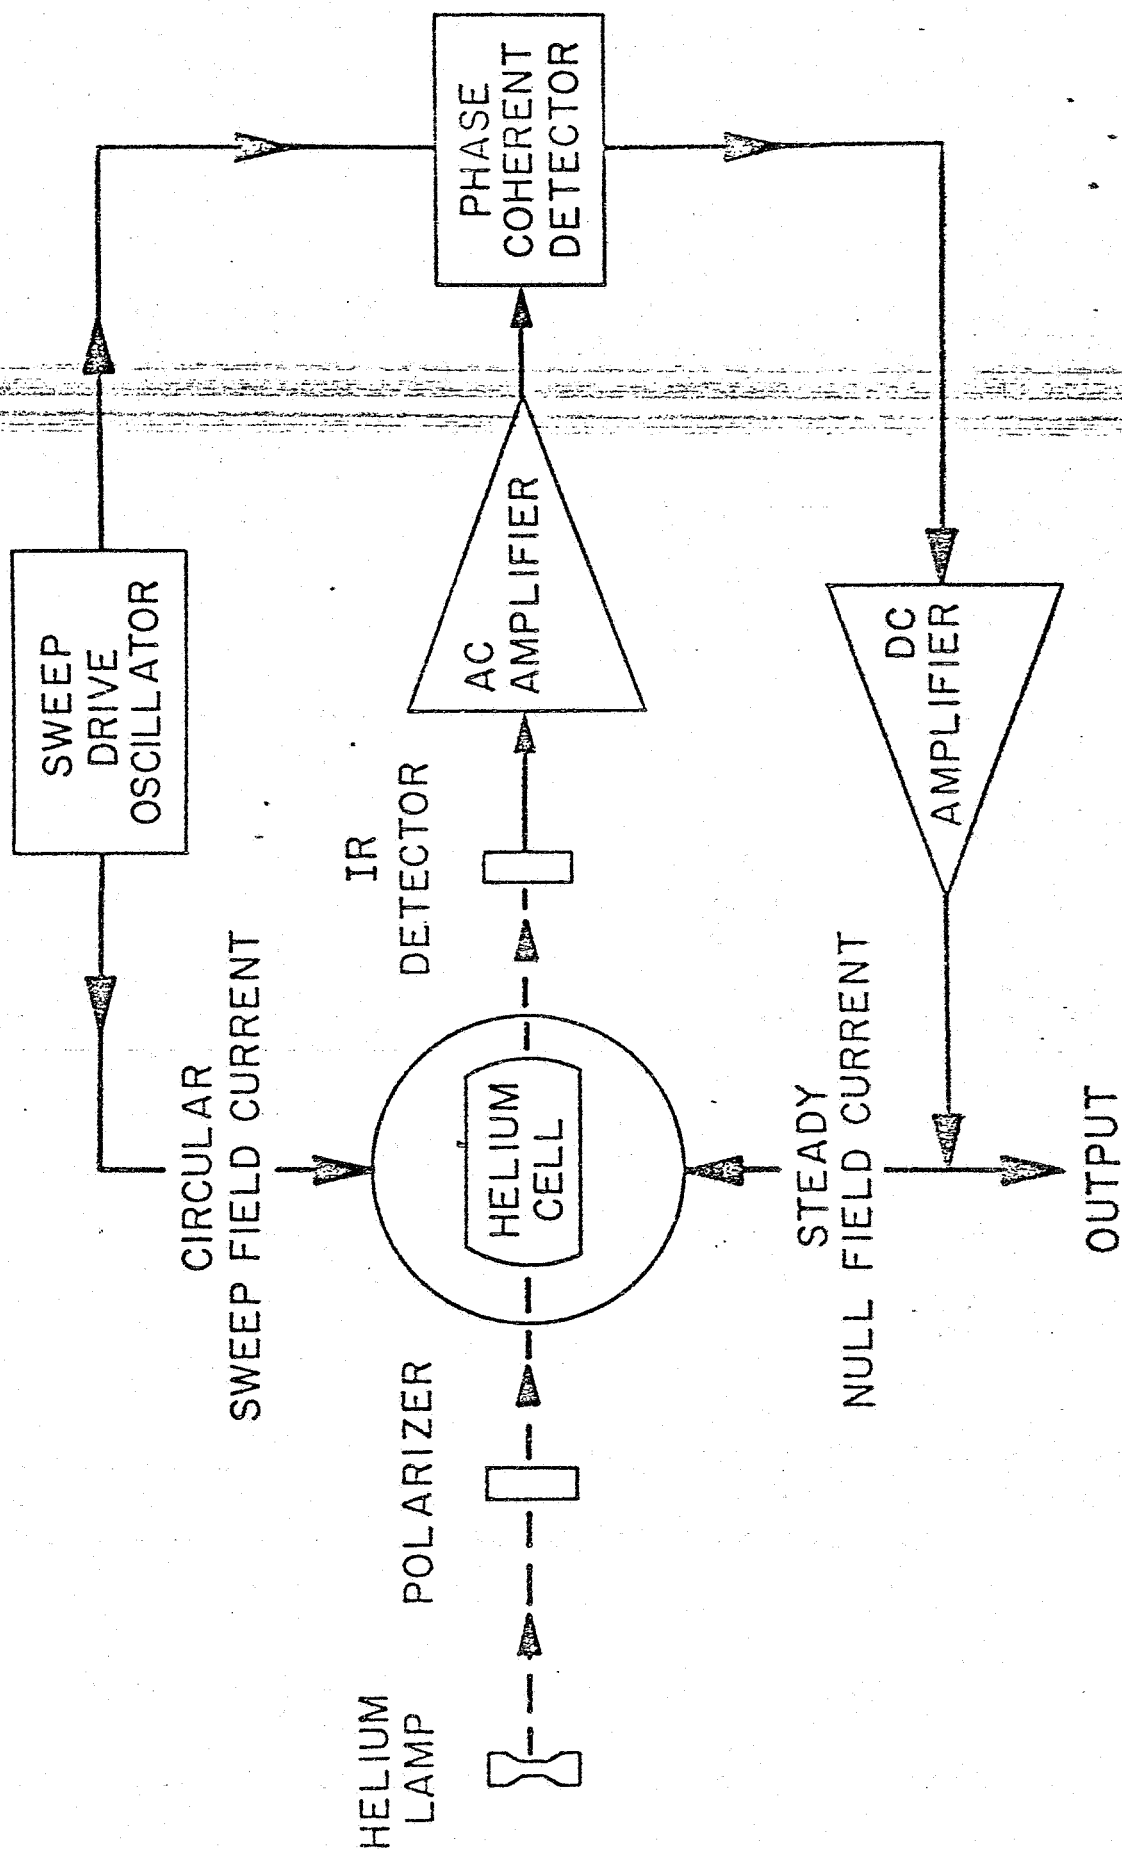 SWEEP
DRIVE
OSCILLATOR
PHASE
COHERENT
DETECTOR
CIRCULAR
SWEEP FIELD CURRENT
IR
DETECTOR
AC
AMPLIFIER
HELIUM
LAMP
POLARIZER
HELIUM
CELL
STEADY
NULL FIELD CURRENT
DC
AMPLIFIER
OUTPUT